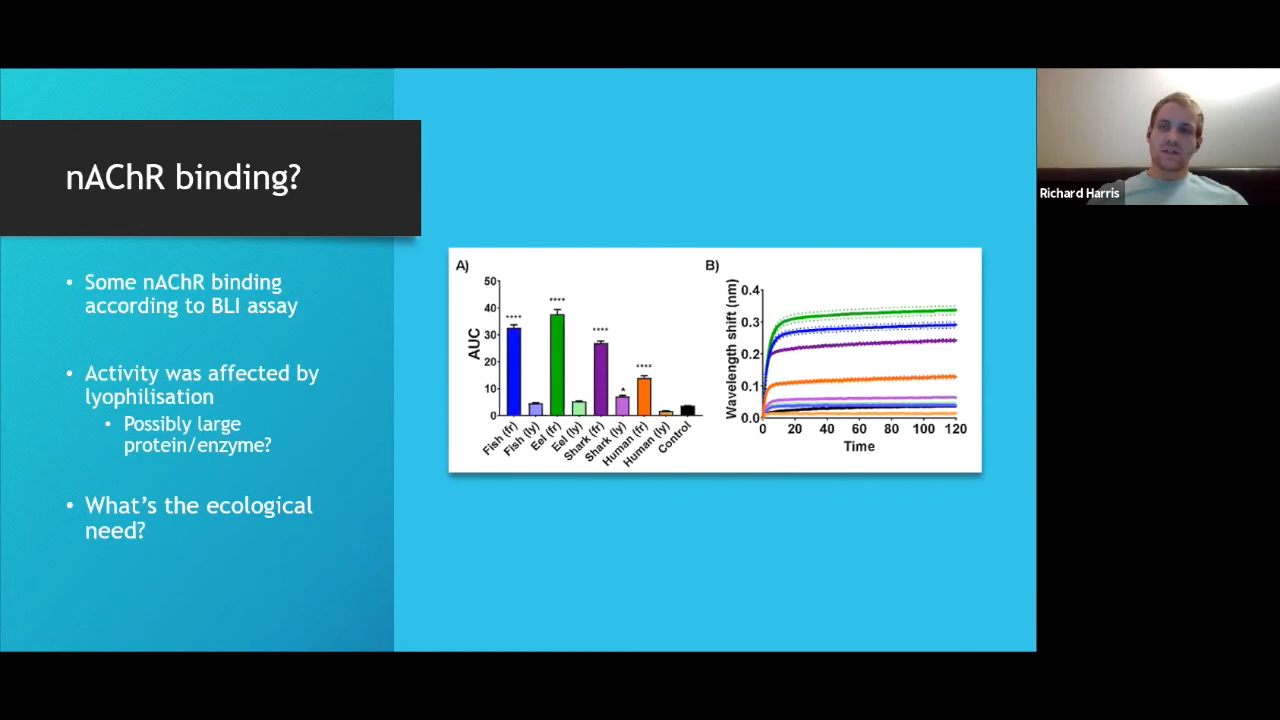 nAChR binding?
• Some nAChR binding
according to BLI assay
• Activity was affected by
lyophilisation
• Possibly large
protein/enzyme?
• What's the ecological
need?
A)
50
40
30
20
10
0
AUC
****
****
****
*
****
Fish (fr)
Fish (ly)
Eel (fr)
Eel (ly)
Shark (fr)
Shark (ly)
Human (fr)
Human (ly)
Control
B)
Wavelength shift (nm)
0.4
0.3
0.2
0.1
0.0
0 20 40 60 80 100 120
Time
Richard Harris